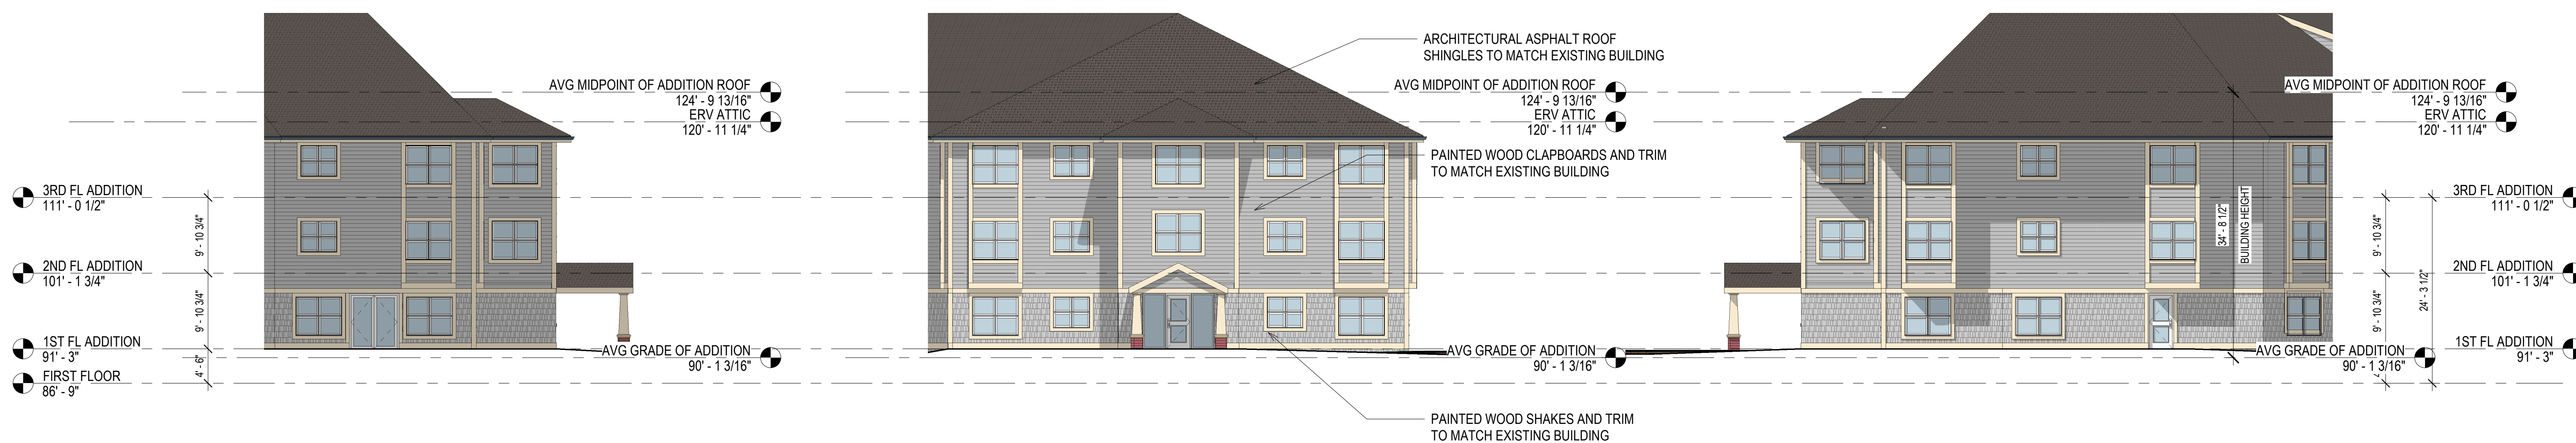 AVG MIDPOINT OF ADDITION ROOF
124' - 9 13/16"
ERV ATTIC
120' - 11 1/4"
3RD FL ADDITION
111' - 0 1/2"
9' - 10 3/4"
2ND FL ADDITION
101' - 1 3/4"
9' - 10 3/4"
1ST FL ADDITION
91' - 3"
4' - 6"
FIRST FLOOR
86' - 9"
AVG GRADE OF ADDITION
90' - 1 3/16"
ARCHITECTURAL ASPHALT ROOF
SHINGLES TO MATCH EXISTING BUILDING
AVG MIDPOINT OF ADDITION ROOF
124' - 9 13/16"
ERV ATTIC
120' - 11 1/4"
PAINTED WOOD CLAPBOARDS AND TRIM
TO MATCH EXISTING BUILDING
AVG GRADE OF ADDITION
90' - 1 3/16"
PAINTED WOOD SHAKES AND TRIM
TO MATCH EXISTING BUILDING
AVG MIDPOINT OF ADDITION ROOF
124' - 9 13/16"
ERV ATTIC
120' - 11 1/4"
34' - 8 1/2"
BUILDING HEIGHT
3RD FL ADDITION
111' - 0 1/2"
9' - 10 3/4"
2ND FL ADDITION
101' - 1 3/4"
24' - 3 1/2"
9' - 10 3/4"
1ST FL ADDITION
91' - 3"
AVG GRADE OF ADDITION
90' - 1 3/16"